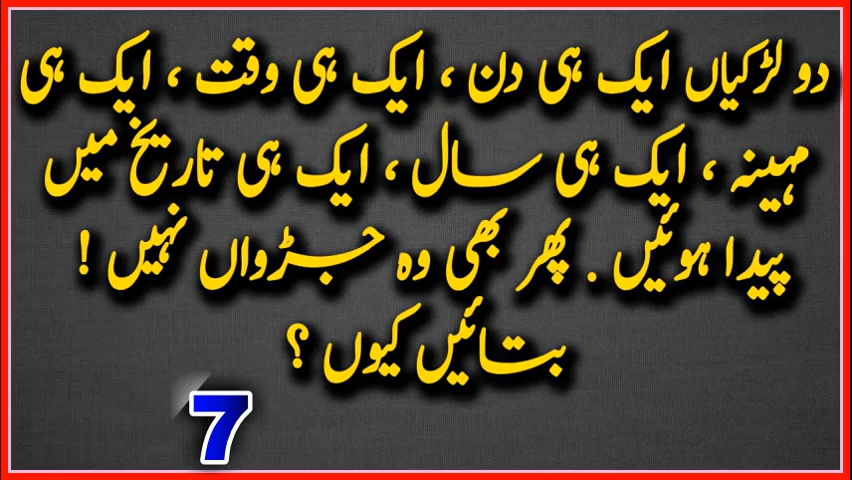 دو لڑکیاں ایک ہی دن ، ایک ہی وقت ، ایک ہی
مہینہ ، ایک ہی سال ، ایک ہی تاریخ میں
پیدا ہوئیں . پھر بھی وہ جڑواں نہیں !
بتائیں کیوں ؟
7